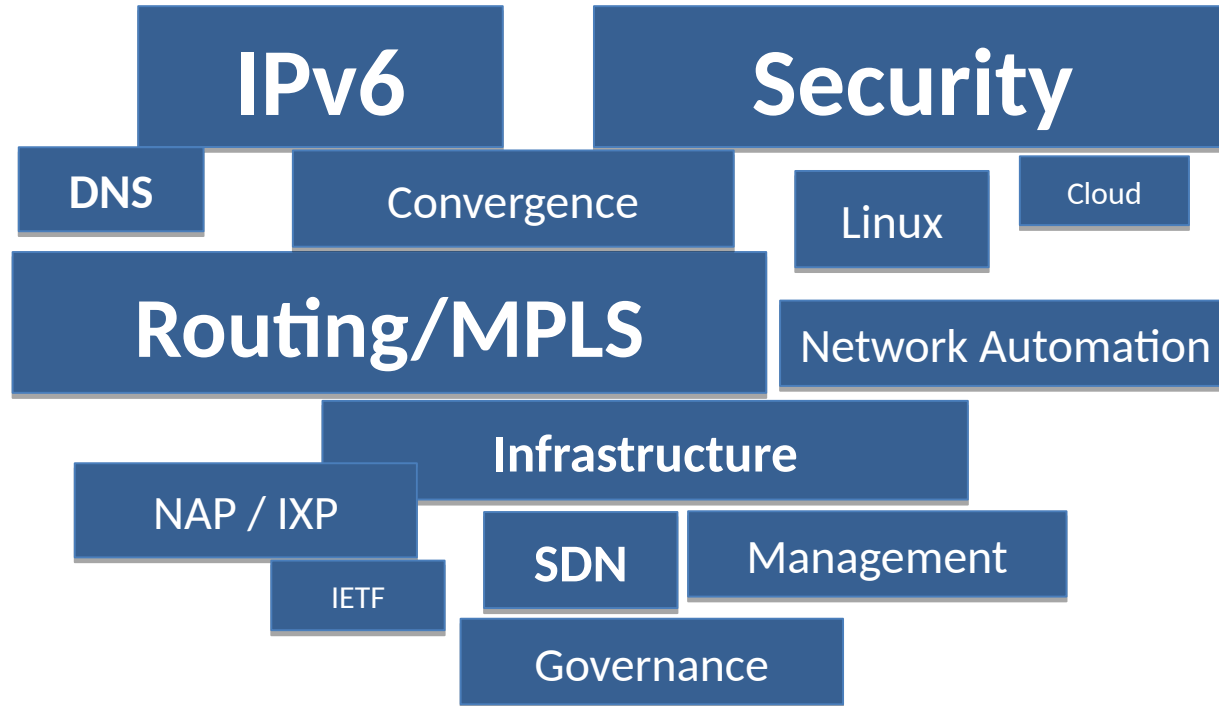 IPv6
Security
DNS
Convergence
Linux
Cloud
Routing/MPLS
Network Automation
Infrastructure
NAP / IXP
SDN
Management
IETF
Governance